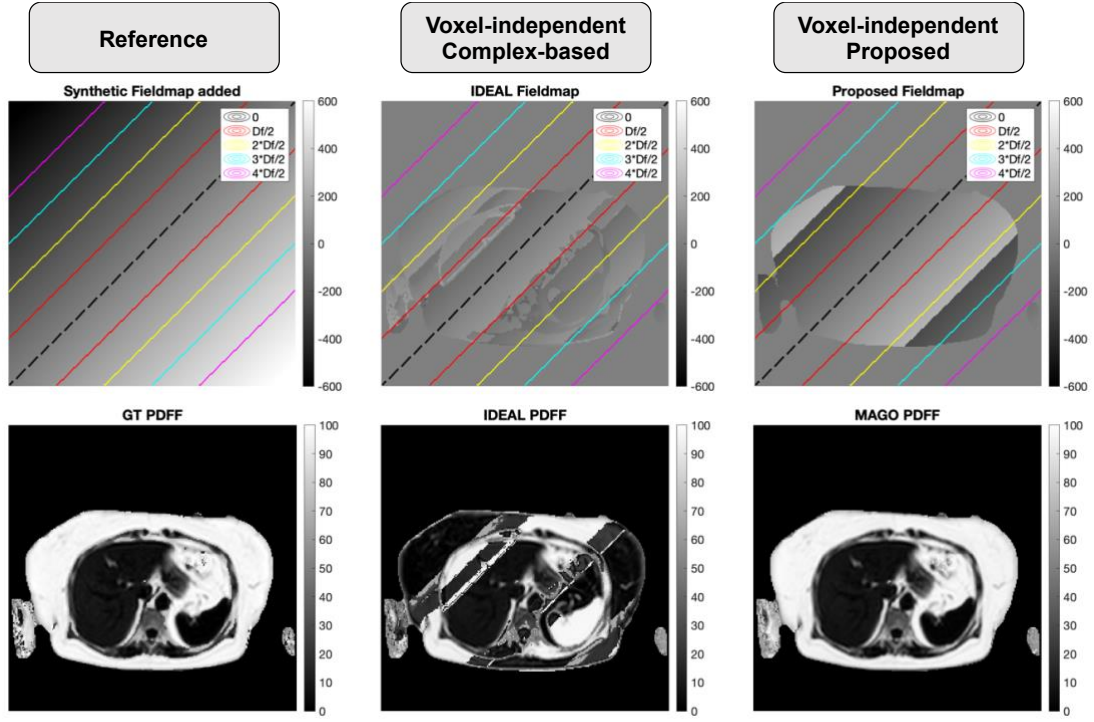 Reference
Voxel-independent
Complex-based
Voxel-independent
Proposed
Synthetic Fieldmap added
0
Df/2
2*Df/2
3*Df/2
4*Df/2
600
400
200
0
-200
-400
-600
IDEAL Fieldmap
0
Df/2
2*Df/2
3*Df/2
4*Df/2
600
400
200
0
-200
-400
-600
Proposed Fieldmap
0
Df/2
2*Df/2
3*Df/2
4*Df/2
600
400
200
0
-200
-400
-600
GT PDFF
100
90
80
70
60
50
40
30
20
10
0
IDEAL PDFF
100
90
80
70
60
50
40
30
20
10
0
MAGO PDFF
100
90
80
70
60
50
40
30
20
10
0